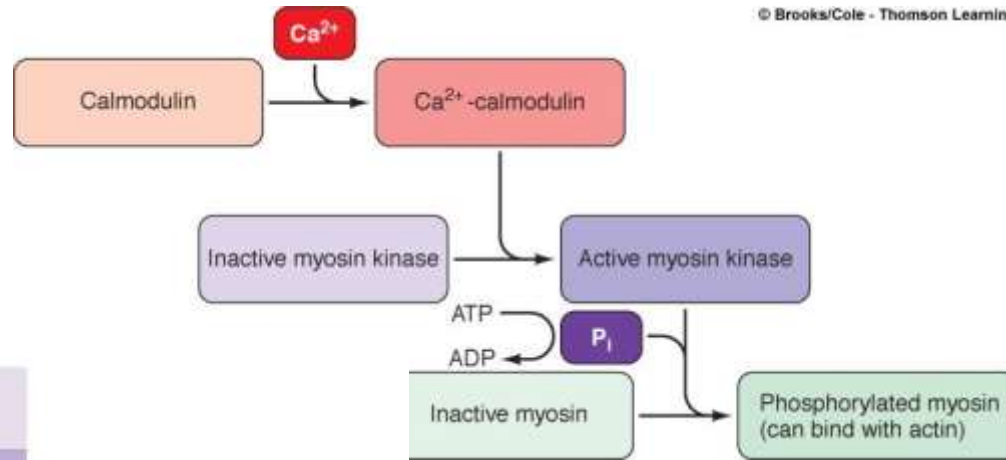 © Brooks/Cole - Thomson Learnin
Ca²⁺
Calmodulin
Ca²⁺-calmodulin
Inactive myosin kinase
Active myosin kinase
ATP
Pᵢ
ADP
Inactive myosin
Phosphorylated myosin
(can bind with actin)